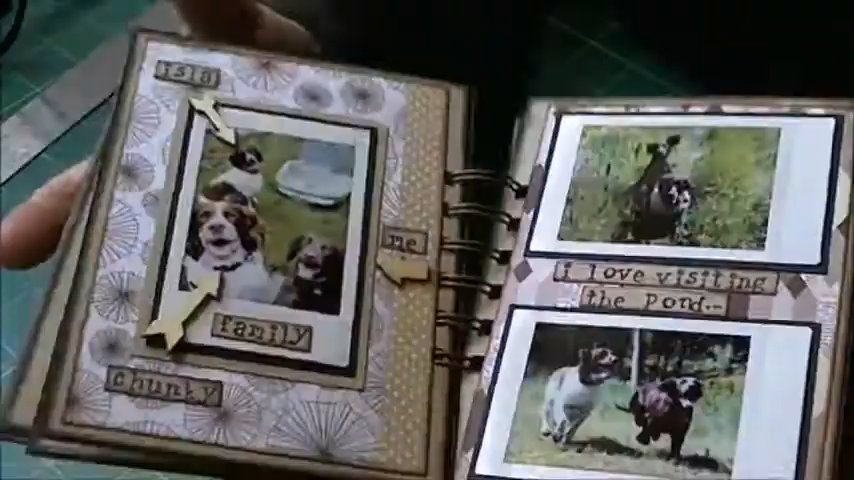 isla
me
family
chunky
i love visiting
the Pond...